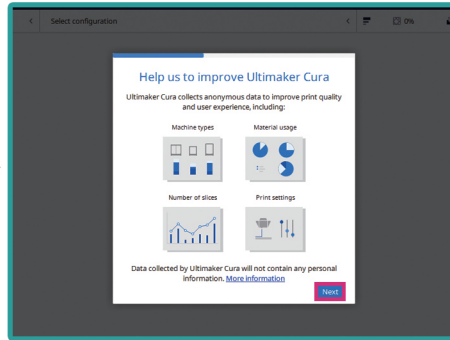 Select configuration
0%
Help us to improve Ultimaker Cura
Ultimaker Cura collects anonymous data to improve print quality
and user experience, including:
Machine types
Material usage
Number of slices
Print settings
Data collected by Ultimaker Cura will not contain any personal
information. More information
Next